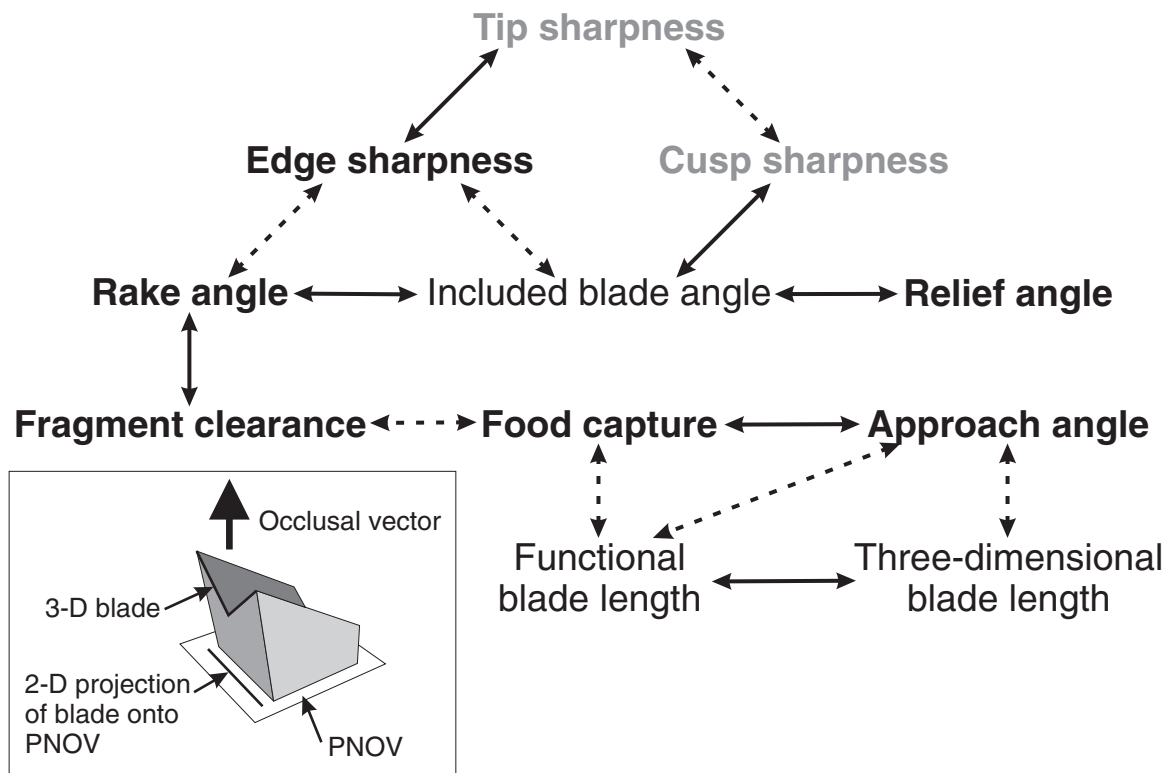 Tip sharpness
Edge sharpness
Cusp sharpness
Rake angle
Included blade angle
Relief angle
Fragment clearance
Food capture
Approach angle
Functional
blade length
Three-dimensional
blade length
Occlusal vector
3-D blade
2-D projection
of blade onto
PNOV
PNOV